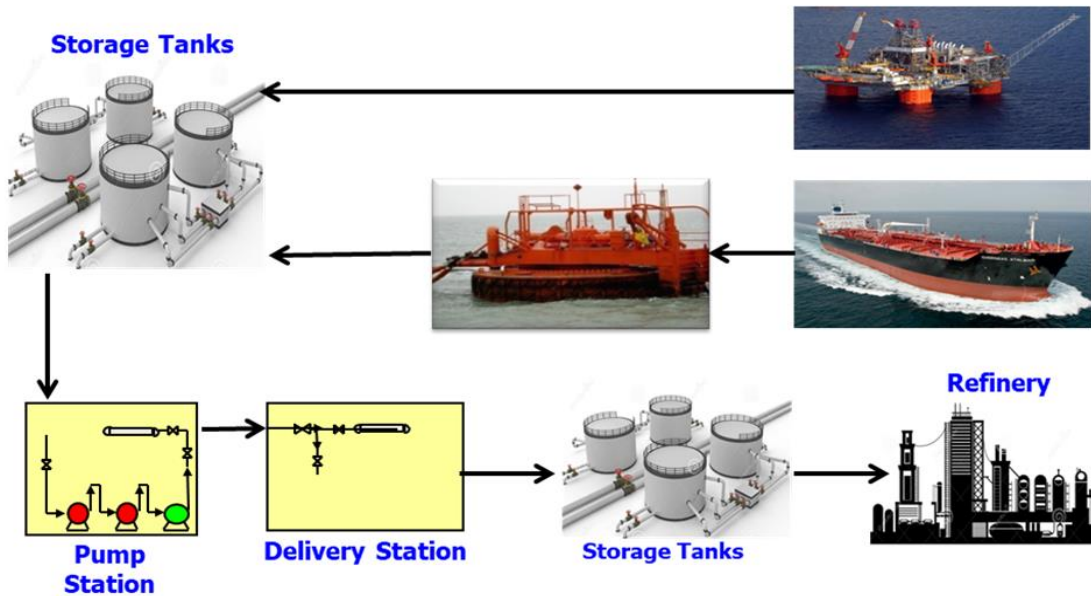 Storage Tanks
Refinery
Pump
Station
Delivery Station
Storage Tanks